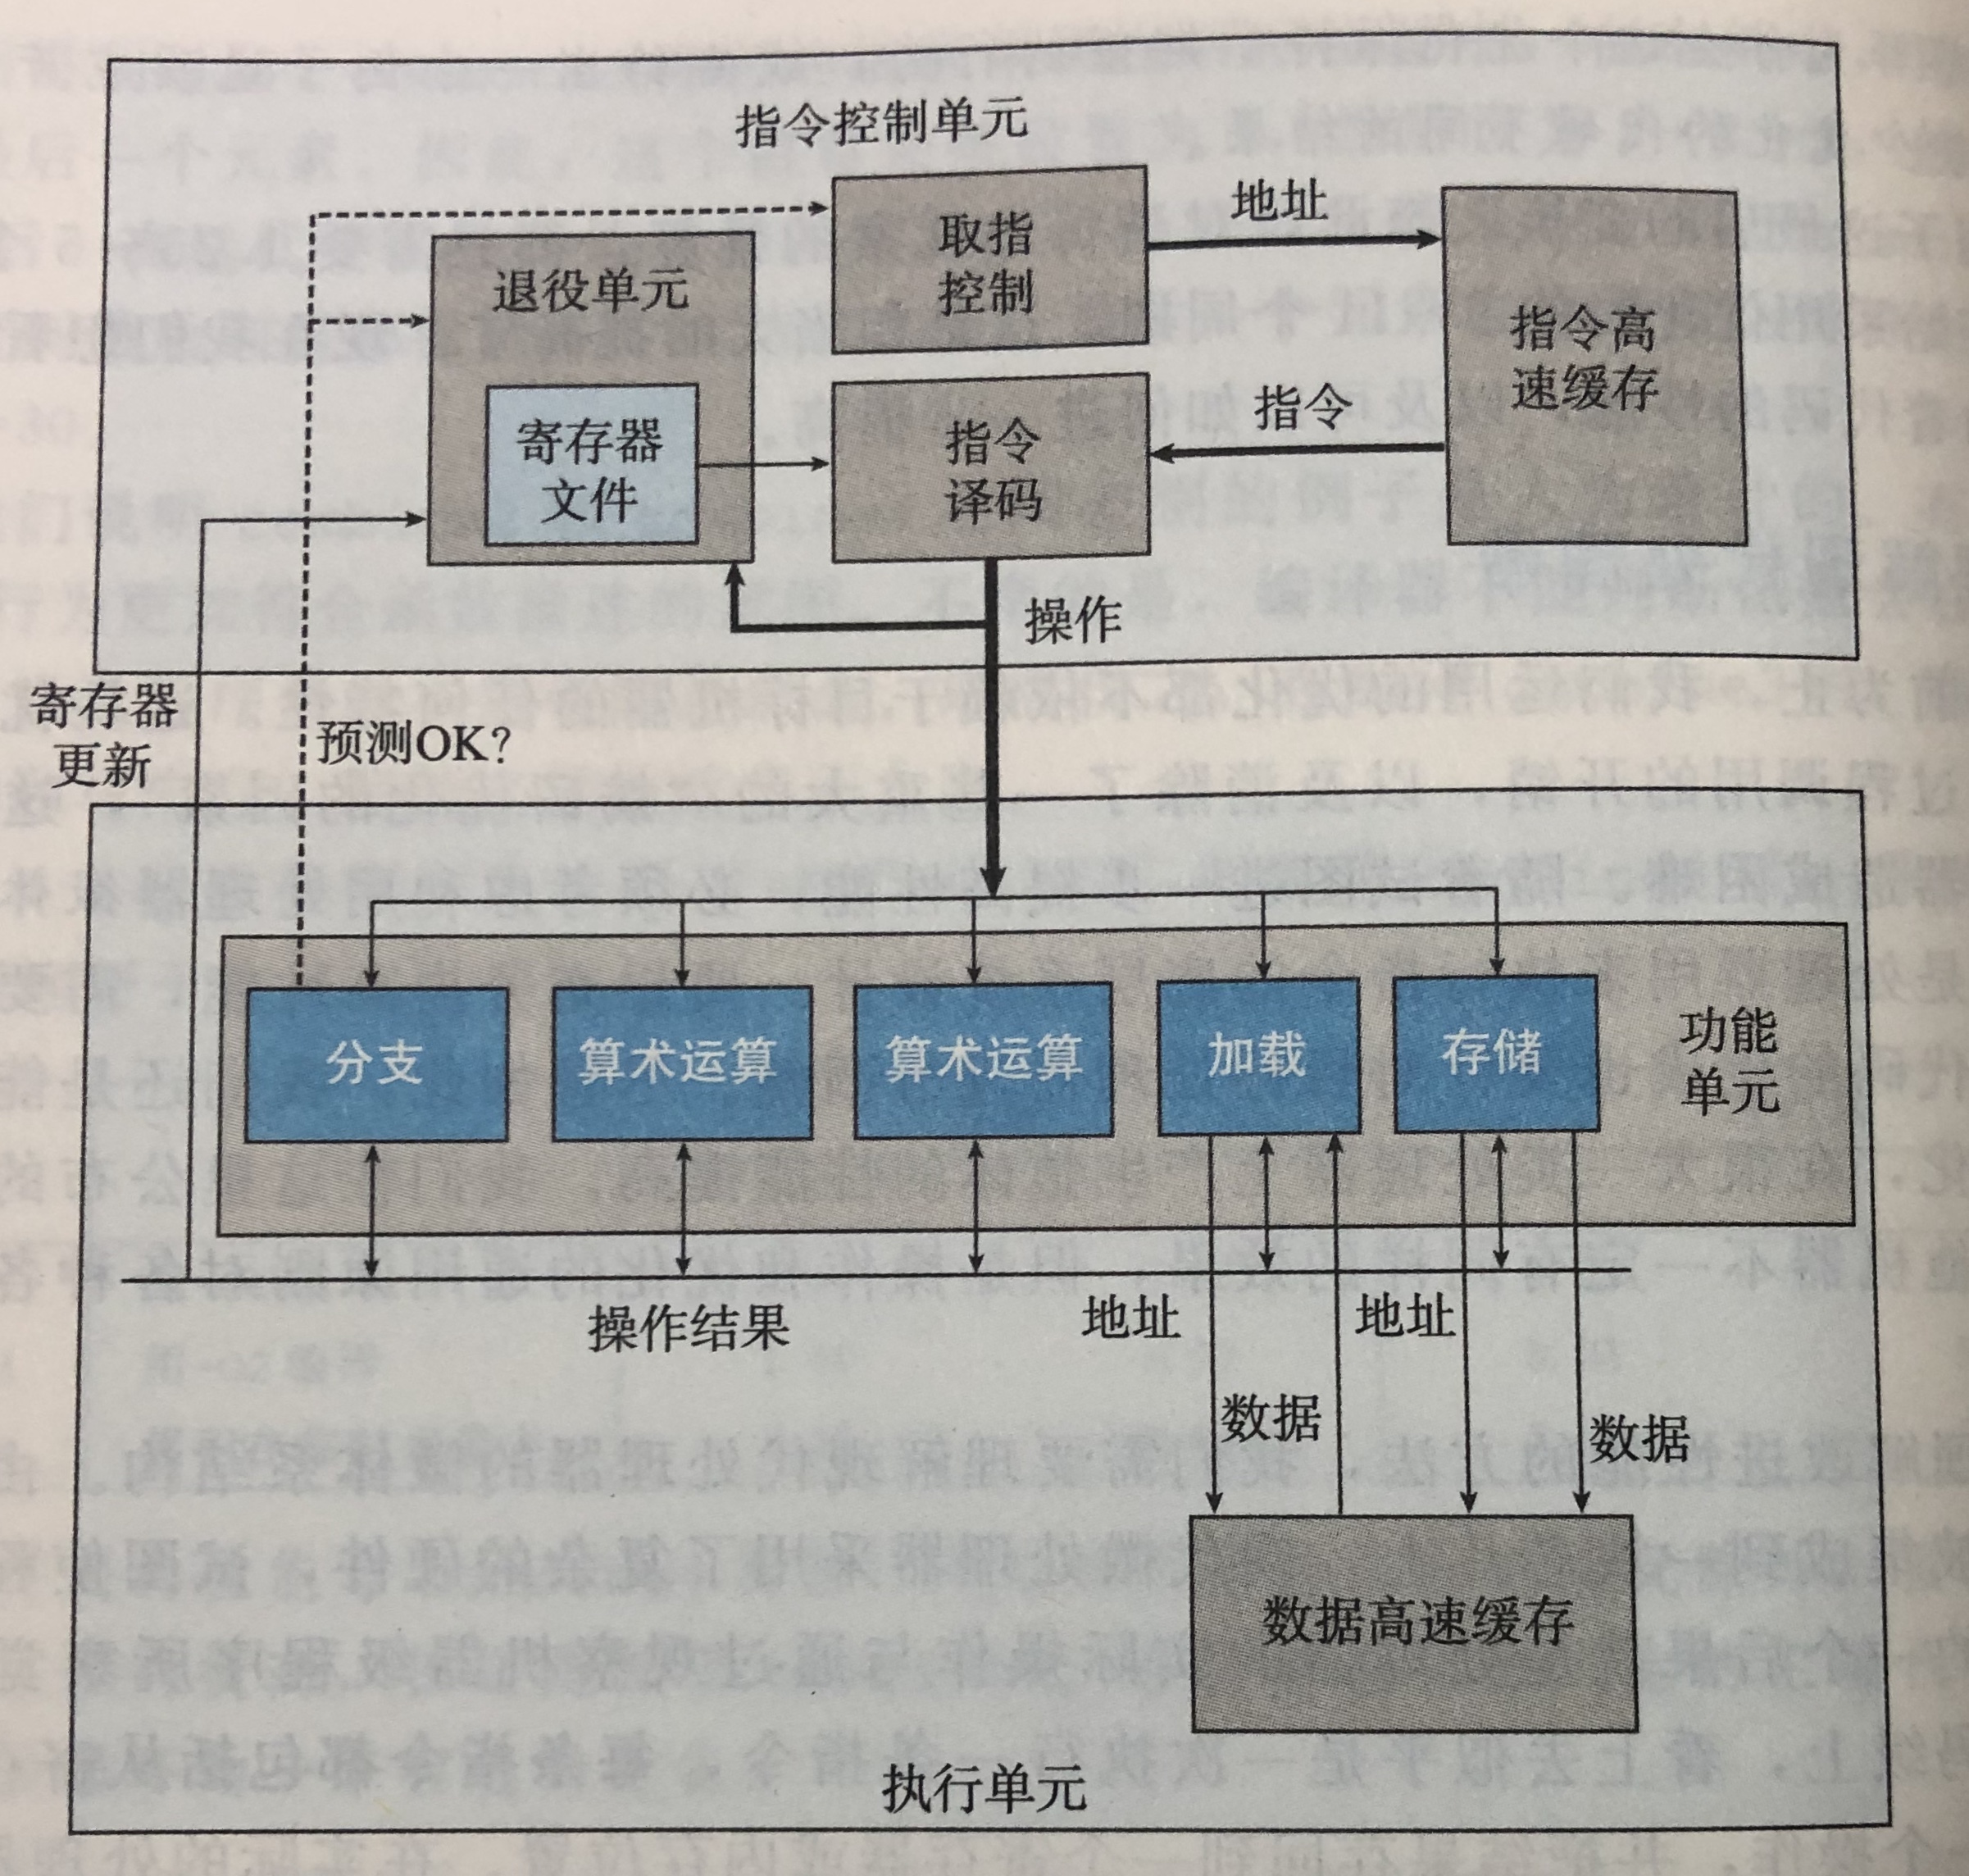 指令控制单元
取指
控制
地址
指令高
速缓存
退役单元
寄存器
文件
指令
译码
指令
操作
寄存器
更新
预测OK?
分支
算术运算
算术运算
加载
存储
功能
单元
操作结果
地址
地址
数据
数据
数据高速缓存
执行单元